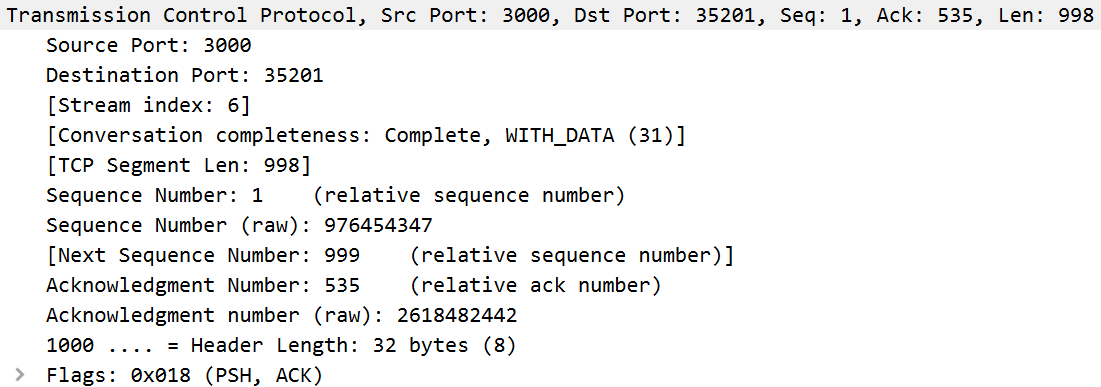 Transmission Control Protocol, Src Port: 3000, Dst Port: 35201, Seq: 1, Ack: 535, Len: 998
Source Port: 3000
Destination Port: 35201
[Stream index: 6]
[Conversation completeness: Complete, WITH_DATA (31)]
[TCP Segment Len: 998]
Sequence Number: 1    (relative sequence number)
Sequence Number (raw): 976454347
[Next Sequence Number: 999    (relative sequence number)]
Acknowledgment Number: 535    (relative ack number)
Acknowledgment number (raw): 2618482442
1000 .... = Header Length: 32 bytes (8)
Flags: 0x018 (PSH, ACK)